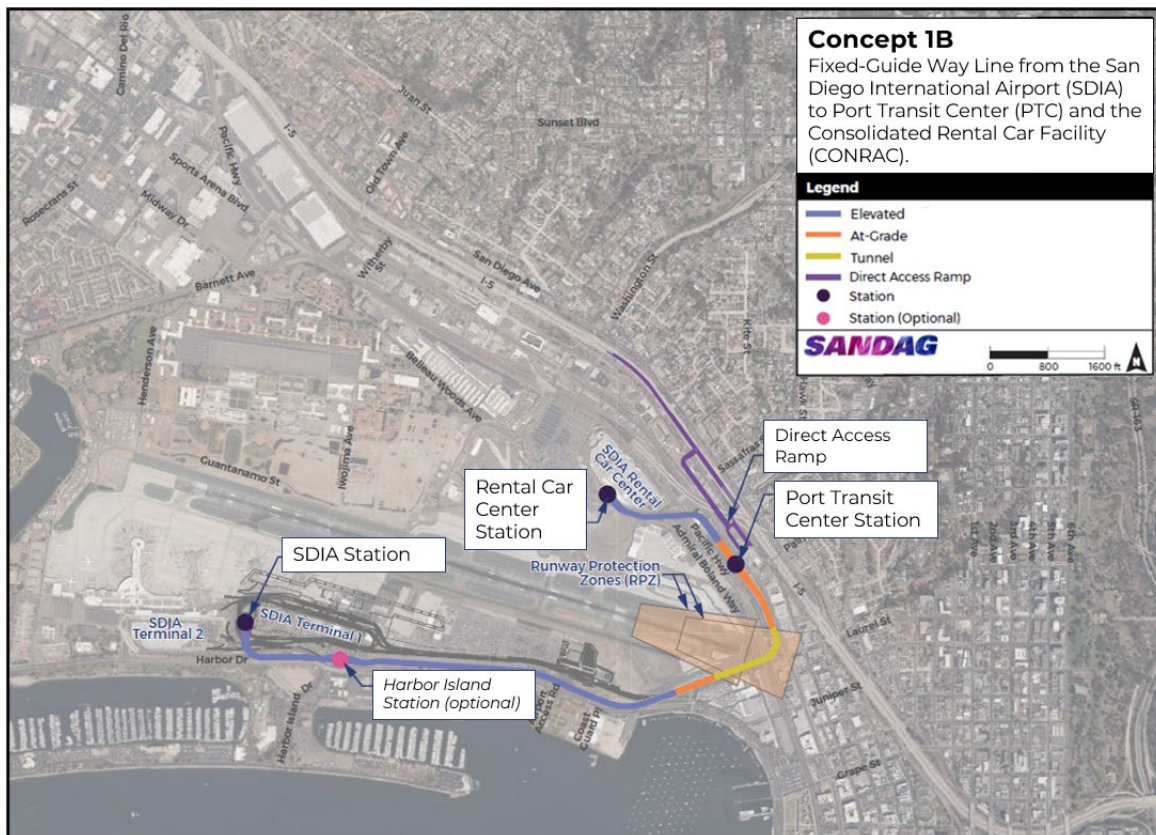 Concept 1B
Fixed-Guide Way Line from the San
Diego International Airport (SDIA)
to Port Transit Center (PTC) and the
Consolidated Rental Car Facility
(CONRAC).
Legend
Elevated
At-Grade
Tunnel
Direct Access Ramp
Station
Station (Optional)
SANDAG
0 800 1600 ft
N
Camino Del Rio
Pacific Hwy
I-5
Juan St
Sunset Blvd
Old Town Ave
Sports Arena Blvd
Rosecrans St
Midway Dr
Witherby
St
San Diego Ave
I-5
Washington St
Barnett Ave
Kite St
Hawk St
SR-163
Henderson Ave
Belleau Woods Ave
Guantanamo St
Iwojima Ave
Sassafras
Direct Access
Ramp
SDIA Rental
Car Center
Rental Car
Center
Station
Port Transit
Center Station
Pacific Hwy
Admiral Boland Way
1st Ave
2nd Ave
3rd Ave
4th Ave
5th Ave
6th Ave
I-5
Runway Protection
Zones (RPZ)
SDIA Station
SDIA
Terminal 2
SDIA Terminal 1
Laurel St
Harbor Dr
Harbor Island Dr
Harbor Island
Station (optional)
Airport
Access Rd
Coast
Guard Pl
Juniper St
Grape St